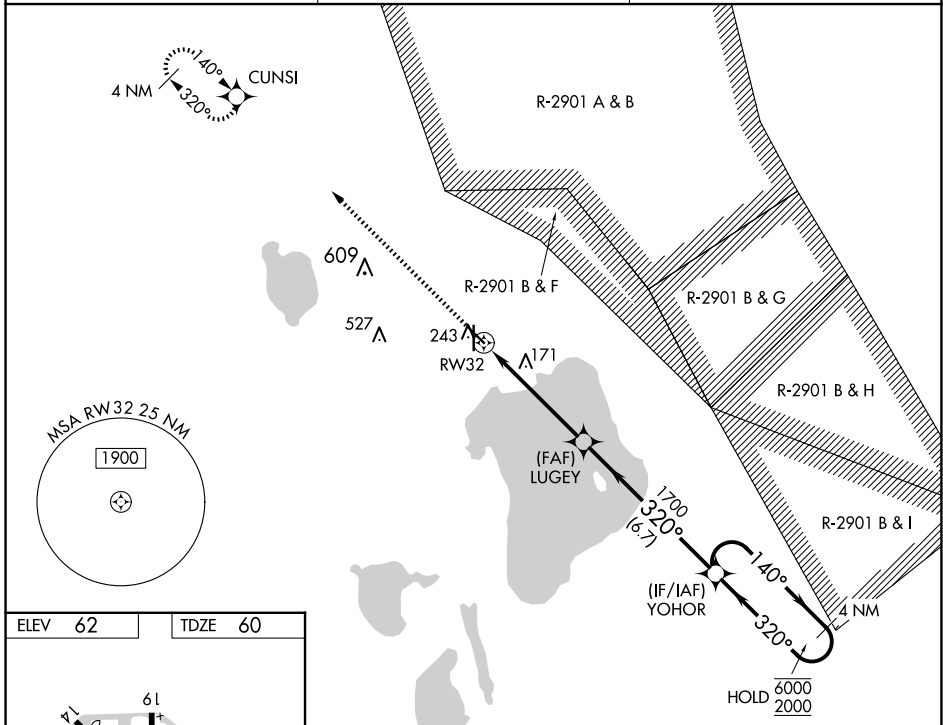 140°
CUNSI
4 NM
320°
R-2901 A & B
609
R-2901 B & F
R-2901 B & G
527
243
RW32
171
R-2901 B & H
MSA RW32 25 NM
1900
(FAF)
LUGEY
1700
320°
(6.7)
R-2901 B & I
140°
(IF/IAF)
YOHOR
4 NM
320°
HOLD 6000
2000
ELEV 62
TDZE 60
14
19